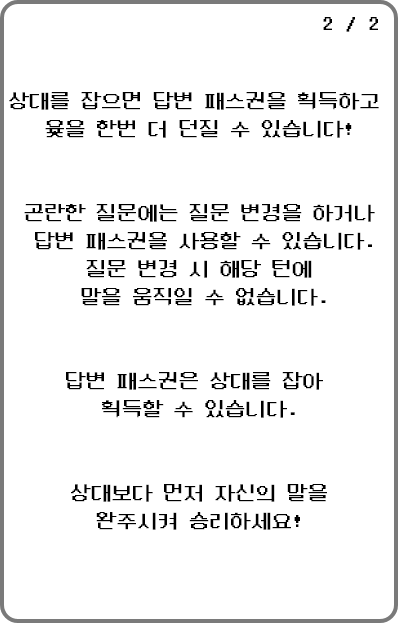 2 / 2
상대를 잡으면 답변 패스권을 획득하고
윷을 한번 더 던질 수 있습니다!
곤란한 질문에는 질문 변경을 하거나
답변 패스권을 사용할 수 있습니다.
질문 변경 시 해당 턴에
말을 움직일 수 없습니다.
답변 패스권은 상대를 잡아
획득할 수 있습니다.
상대보다 먼저 자신의 말을
완주시켜 승리하세요!